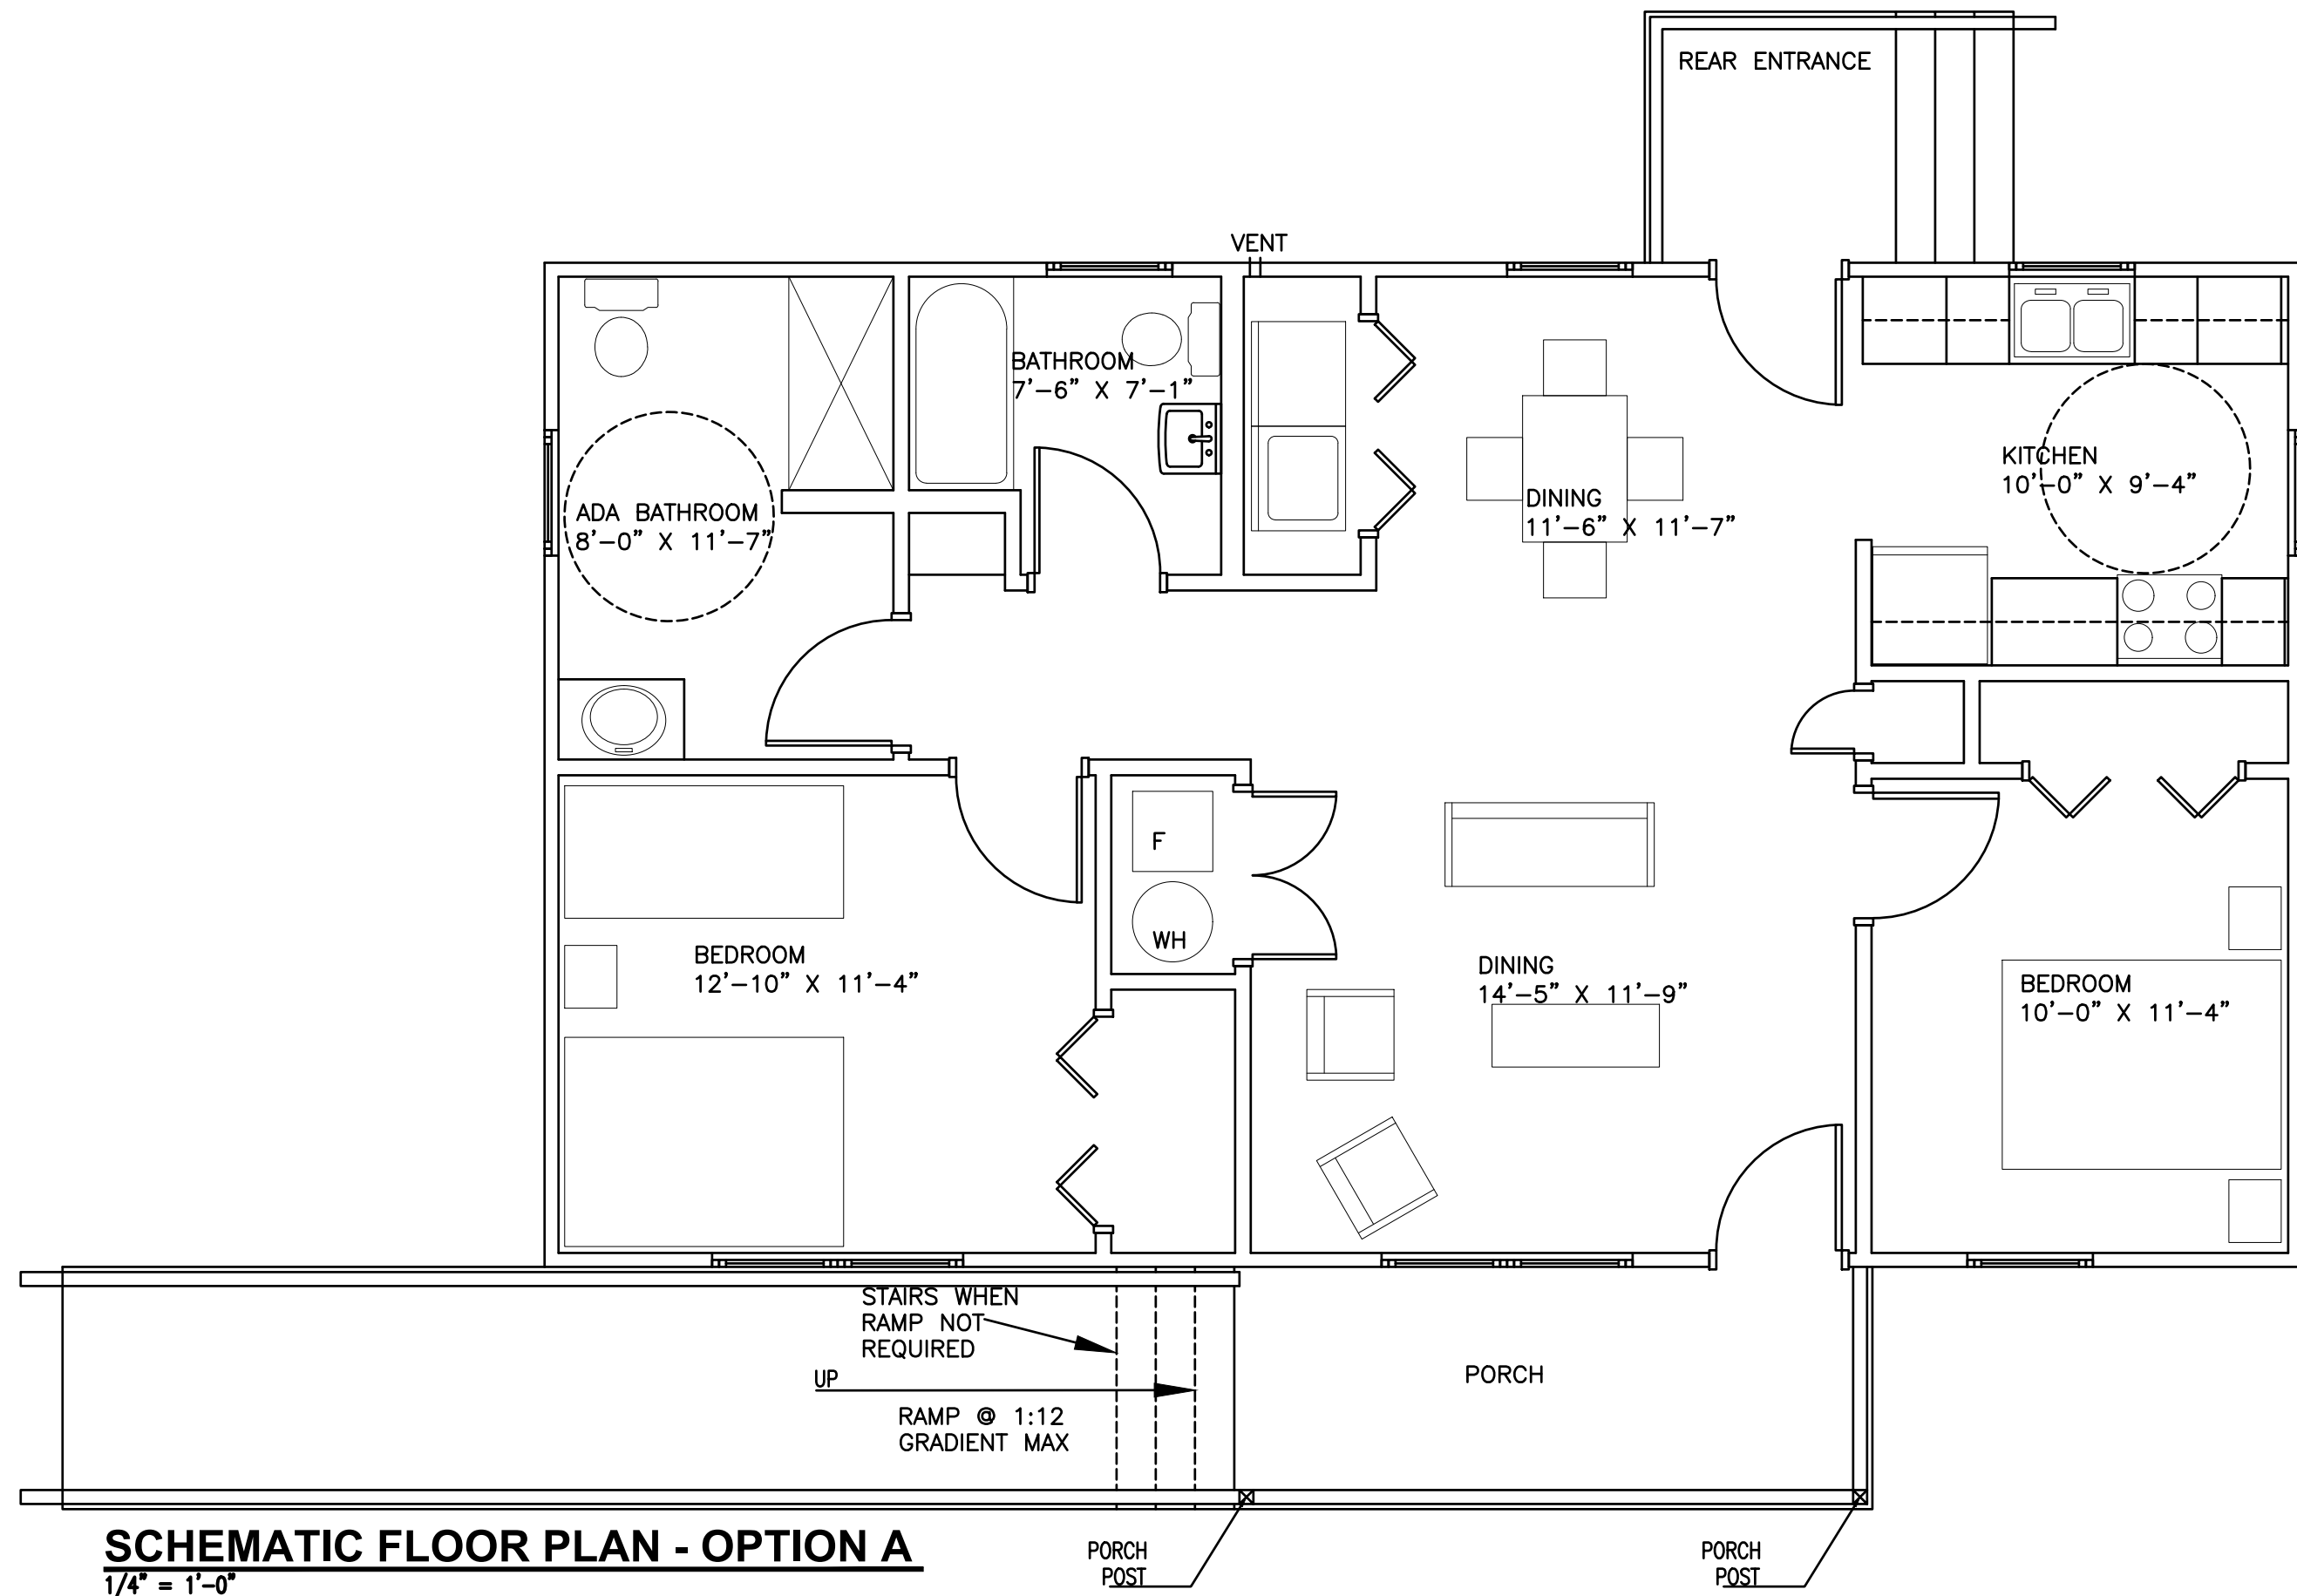 REAR ENTRANCE
VENT
BATHROOM
7'-6" X 7'-1"
KITCHEN
10'-0" X 9'-4"
ADA BATHROOM
8'-0" X 11'-7"
DINING
11'-6" X 11'-7"
F
WH
BEDROOM
12'-10" X 11'-4"
DINING
14'-5" X 11'-9"
BEDROOM
10'-0" X 11'-4"
STAIRS WHEN
RAMP NOT
REQUIRED
UP
RAMP @ 1:12
GRADIENT MAX
PORCH
SCHEMATIC FLOOR PLAN - OPTION A
1/4" = 1'-0"
PORCH
POST
PORCH
POST